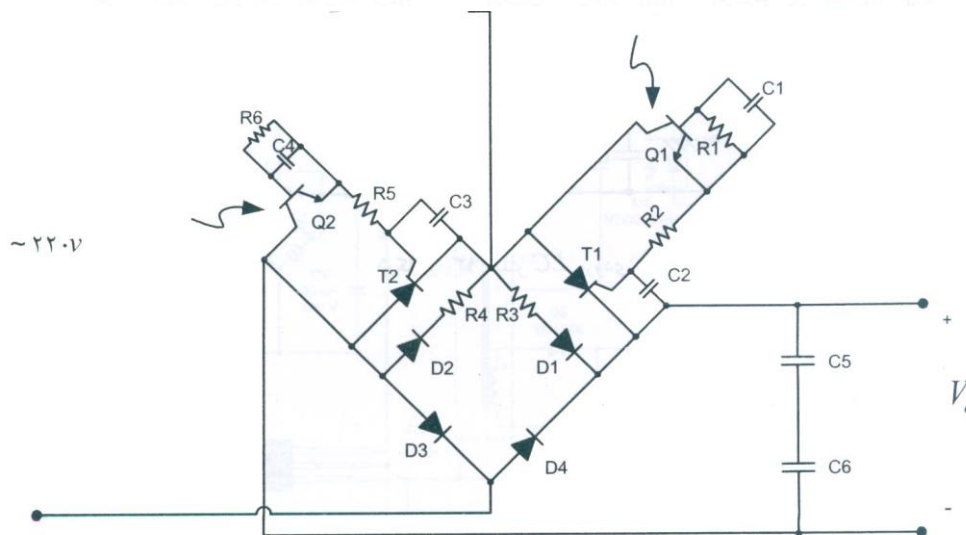 C1
R6
C4
R1
Q1
R5
C3
R2
Q2
~ ۲۲۰v
T1
C2
T2
R4
R3
+
C5
D2
D1
V
D3
D4
C6
-